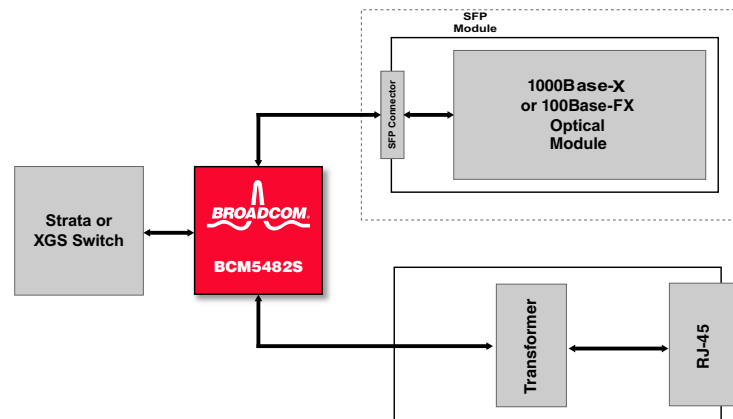 SFP
Module
SFP Connector
1000Base-X
or 100Base-FX
Optical
Module
Strata or
XGS Switch
BROADCOM®
BCM5482S
Transformer
RJ-45